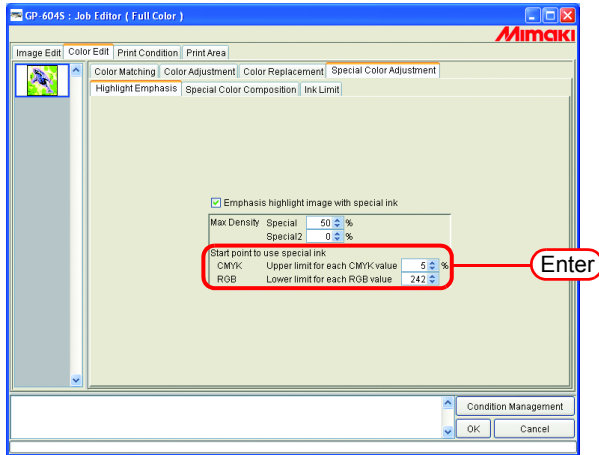 GP-604S : Job Editor ( Full Color )
Mimaki
Image Edit Color Edit Print Condition Print Area
Color Matching Color Adjustment Color Replacement Special Color Adjustment
Highlight Emphasis Special Color Composition Ink Limit
Emphasis highlight image with special ink
Max Density Special 50 %
Special2 0 %
Start point to use special ink
CMYK Upper limit for each CMYK value 5 %
RGB Lower limit for each RGB value 242
Enter
Condition Management
OK Cancel